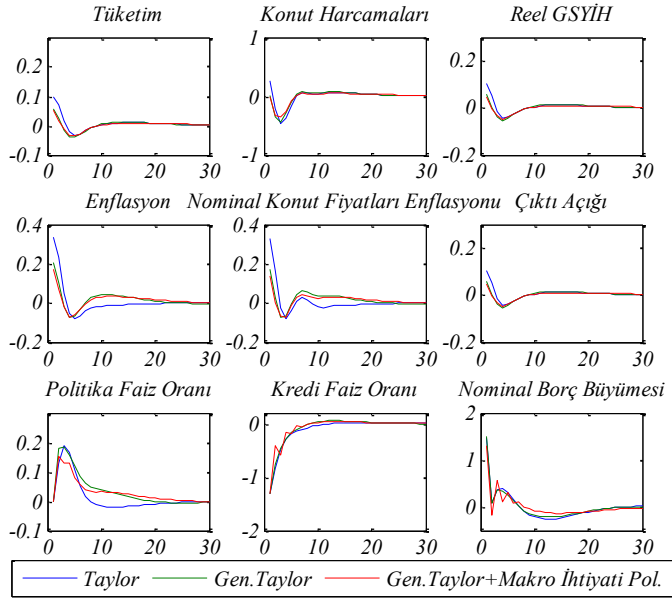 Tüketim Konut Harcamaları Reel GSYİH
0.2 1 0.2
0.1 0 0
0
-0.1 -1 -0.2
0 10 20 30 0 10 20 30 0 10 20 30
Enflasyon Nominal Konut Fiyatları Enflasyonu Çıktı Açığı
0.4 0.4 0.2
0.2 0.2 0
0 0
-0.2 -0.2 -0.2
0 10 20 30 0 10 20 30 0 10 20 30
Politika Faiz Oranı Kredi Faiz Oranı Nominal Borç Büyümesi
0.2 0 2
0.1 -1 0
0
-0.1 -2 -2
0 10 20 30 0 10 20 30 0 10 20 30
Taylor Gen.Taylor Gen.Taylor+Makro İhtiyati Pol.